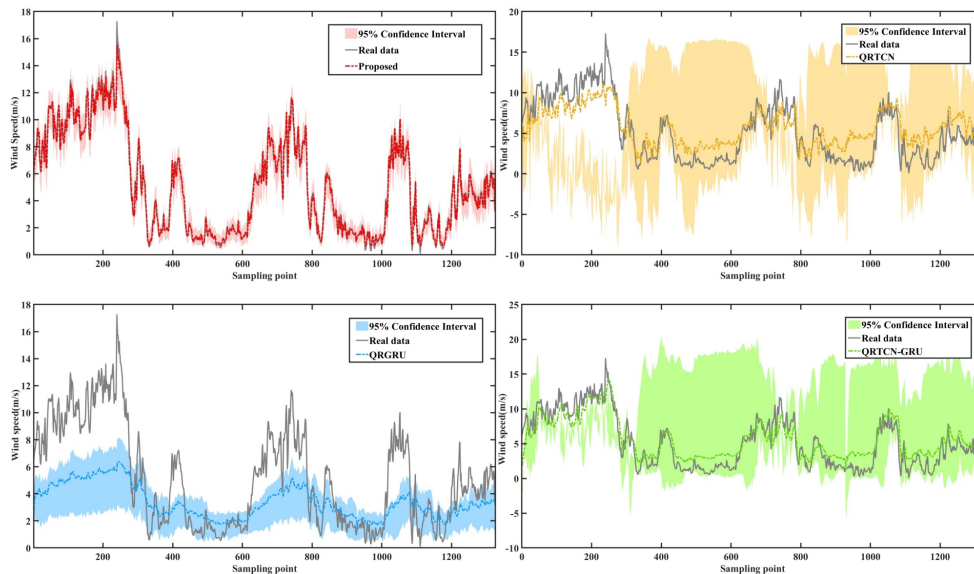 18
16
14
12
10
8
6
4
2
0
Wind Speed(m/s)
95% Confidence Interval
Real data
Proposed
200 400 600 800 1000 1200
Sampling point
20
15
10
5
0
-5
-10
Wind speed(m/s)
95% Confidence Interval
Real data
QRTCN
0 200 400 600 800 1000 1200
Sampling point
18
16
14
12
10
8
6
4
2
0
Wind speed(m/s)
95% Confidence Interval
Real data
QRGRU
200 400 600 800 1000 1200
Sampling point
25
20
15
10
5
0
-5
-10
Wind speed(m/s)
95% Confidence Interval
Real data
QRTCN-GRU
0 200 400 600 800 1000 1200
Sampling point